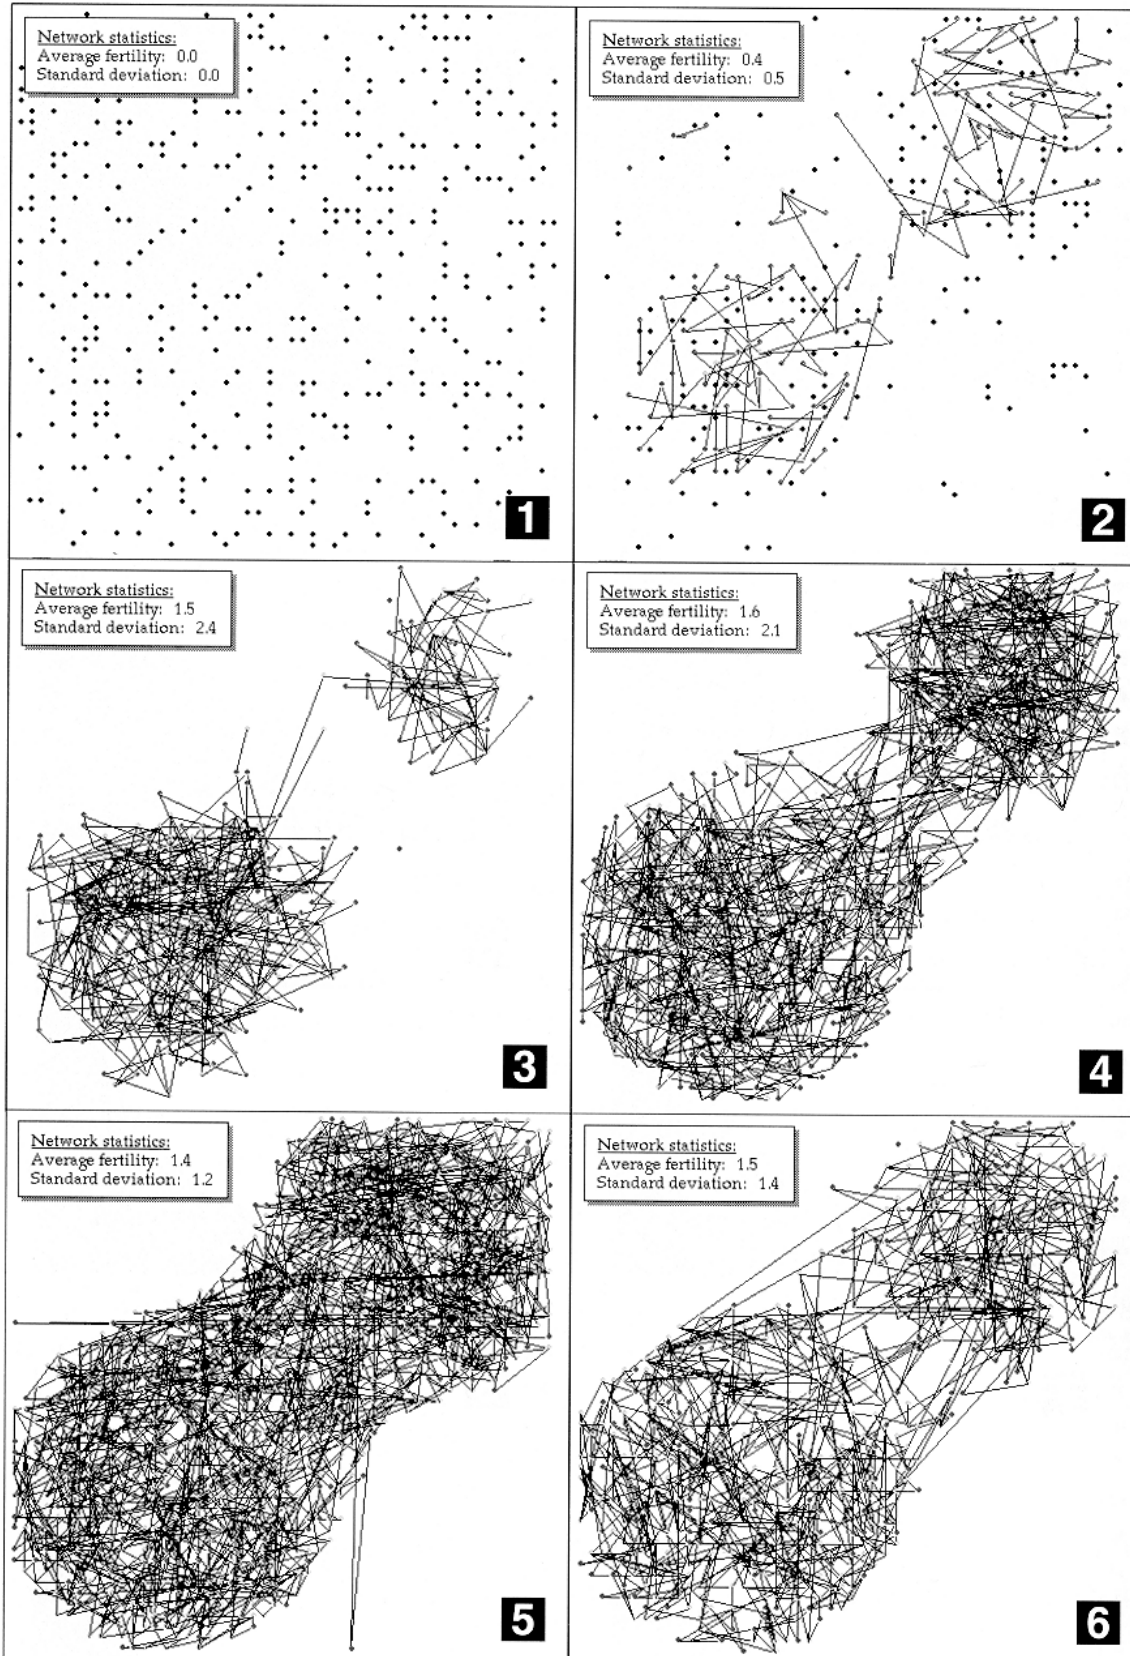 Network statistics:
Average fertility: 0.0
Standard deviation: 0.0
1
Network statistics:
Average fertility: 0.4
Standard deviation: 0.5
2
Network statistics:
Average fertility: 1.5
Standard deviation: 2.4
3
Network statistics:
Average fertility: 1.6
Standard deviation: 2.1
4
Network statistics:
Average fertility: 1.4
Standard deviation: 1.2
5
Network statistics:
Average fertility: 1.5
Standard deviation: 1.4
6